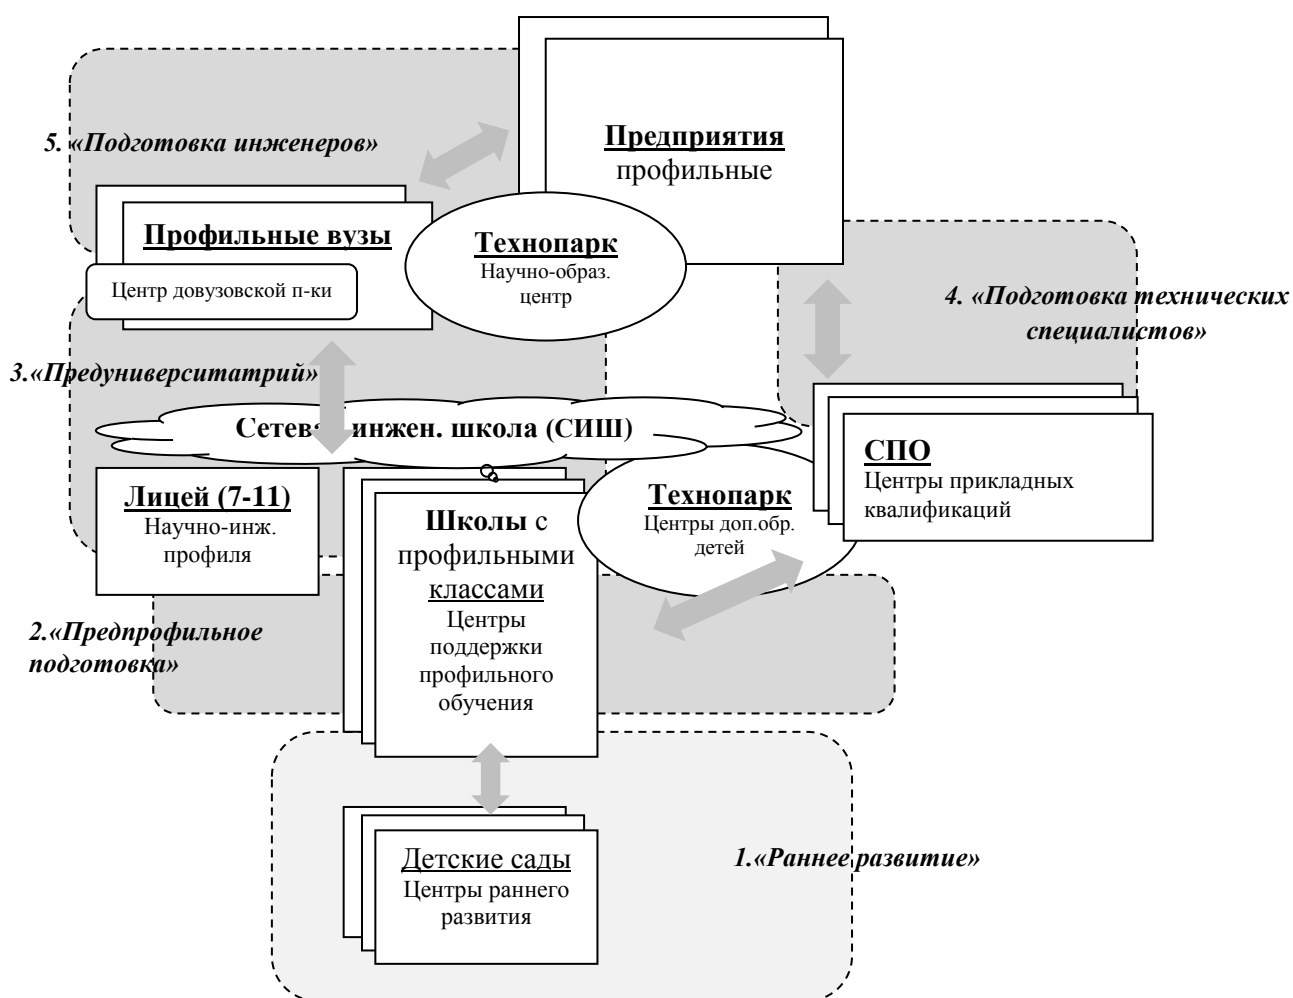 Предприятия
профильные
5. «Подготовка инженеров»
Профильные вузы
Центр довузовской п-ки
Технопарк
Научно-образ.
центр
4. «Подготовка технических
специалистов»
3.«Предуниверситатрий»
Сетева инжен. школа (СИШ)
СПО
Центры прикладных
квалификаций
Лицей (7-11)
Научно-инж.
профиля
Школы с
профильными
классами
Центры
поддержки
профильного
обучения
Технопарк
Центры доп.обр.
детей
2.«Предпрофильное
подготовка»
Детские сады
Центры раннего
развития
1.«Раннее развитие»